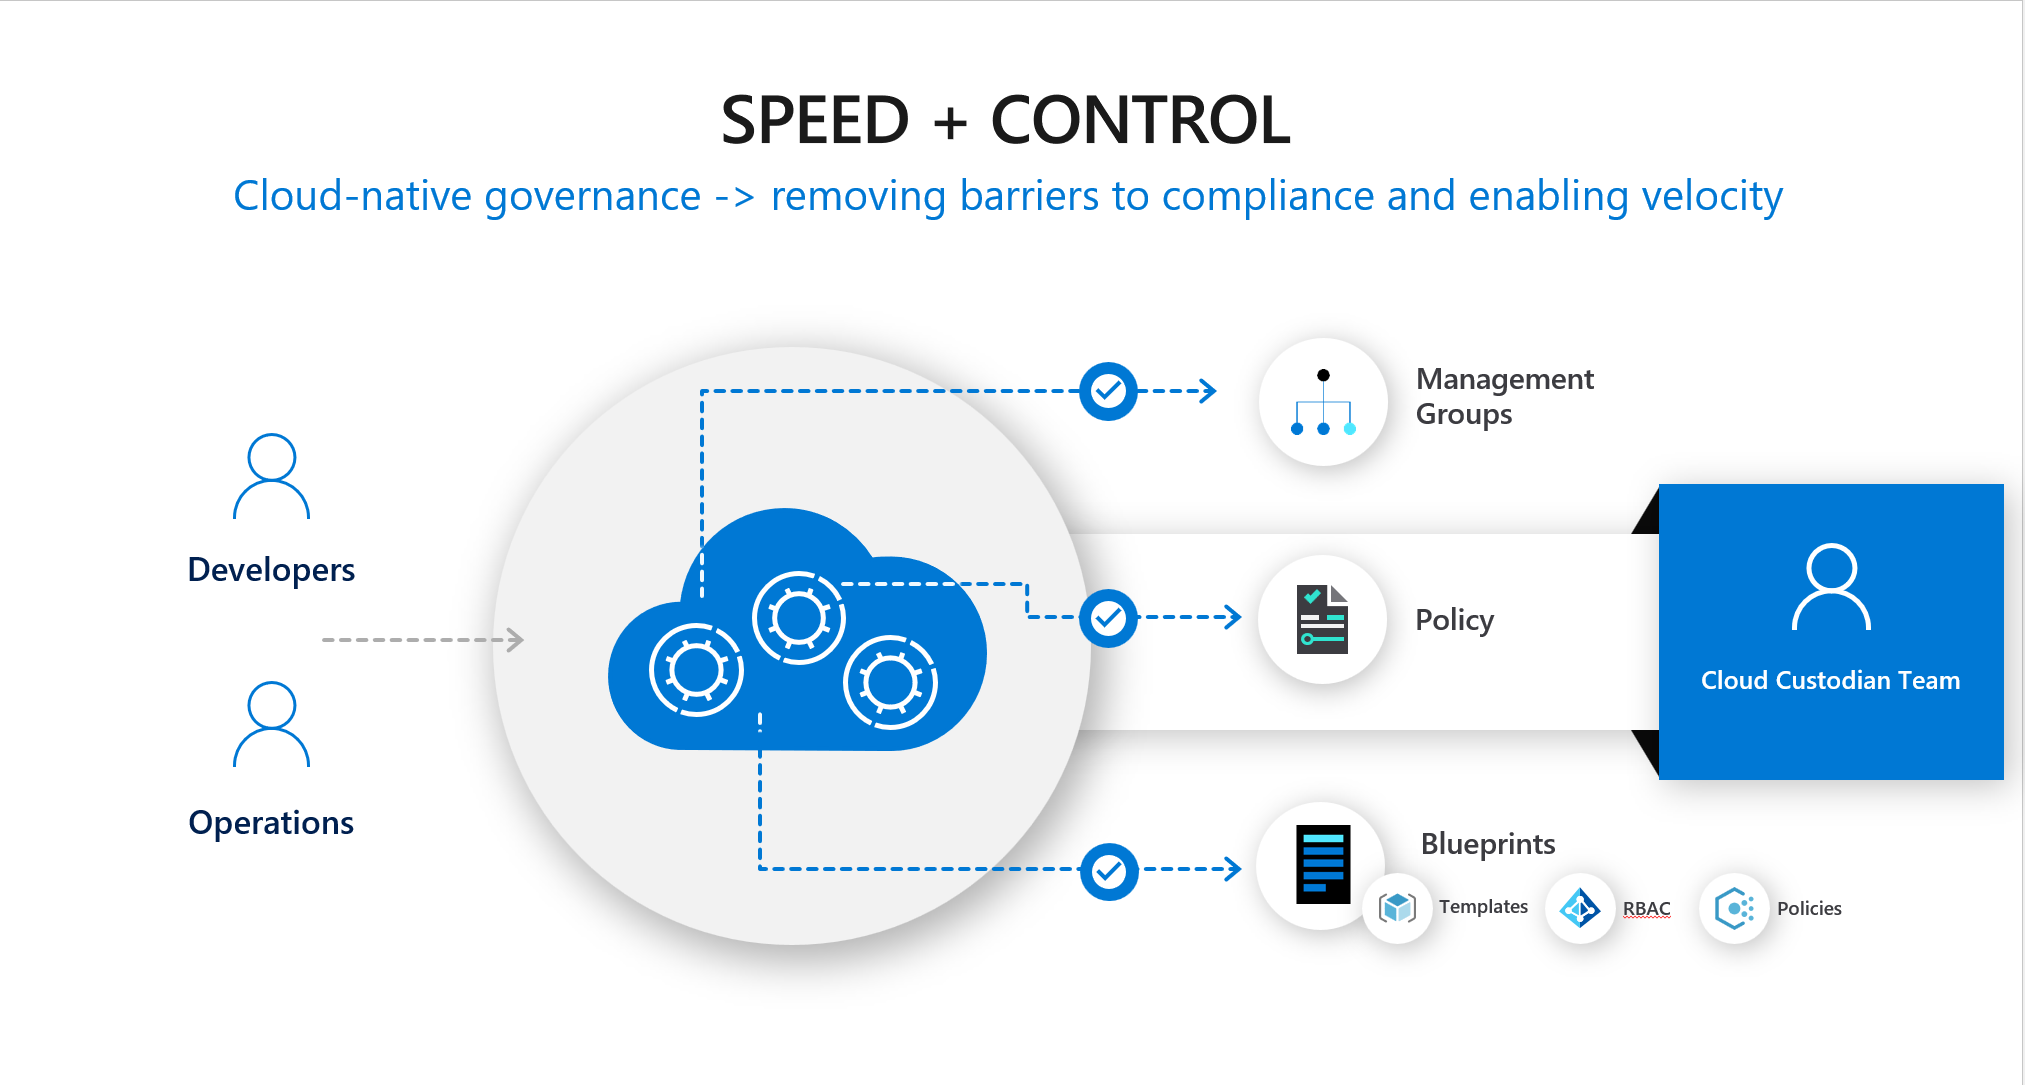 SPEED + CONTROL
Cloud-native governance -> removing barriers to compliance and enabling velocity
Developers
Operations
Management
Groups
Policy
Cloud Custodian Team
Blueprints
Templates
RBAC
Policies